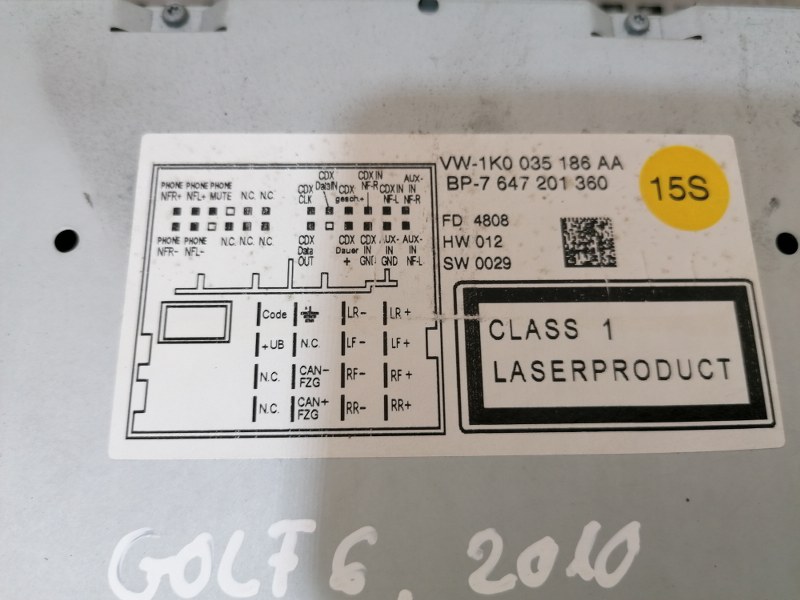 VW-1K0 035 186 AA
BP-7 647 201 360
15S
FD 4808
HW 012
SW 0029
PHONE NFR+
PHONE NFL+
PHONE MUTE
N.C. N.C.
CDX CLK
CDX DataIN
CDX gesch.+
CDX IN NF-R
CDX IN NF-L
AUX-IN NF-R
PHONE NFR-
PHONE NFL-
N.C. N.C. N.C.
CDX Data OUT
CDX Dauer +
CDX IN GND
AUX-IN GND
AUX-IN NF-L
Code LR- LR+
+UB N.C. LF- LF+
N.C. CAN- FZG RF- RF+
N.C. CAN+ FZG RR- RR+
CLASS 1
LASERPRODUCT
GOLF 6, 2010